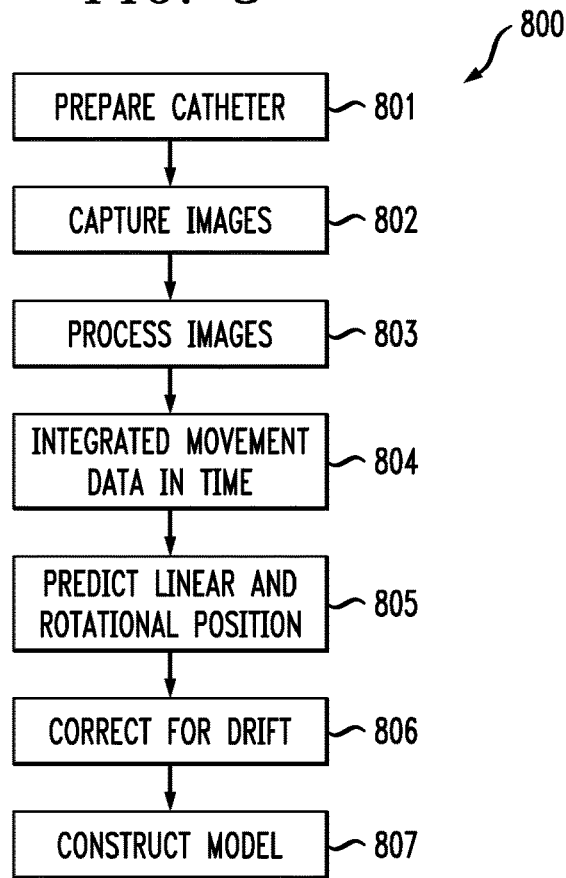 800
PREPARE CATHETER 801
CAPTURE IMAGES 802
PROCESS IMAGES 803
INTEGRATED MOVEMENT
DATA IN TIME 804
PREDICT LINEAR AND
ROTATIONAL POSITION 805
CORRECT FOR DRIFT 806
CONSTRUCT MODEL 807